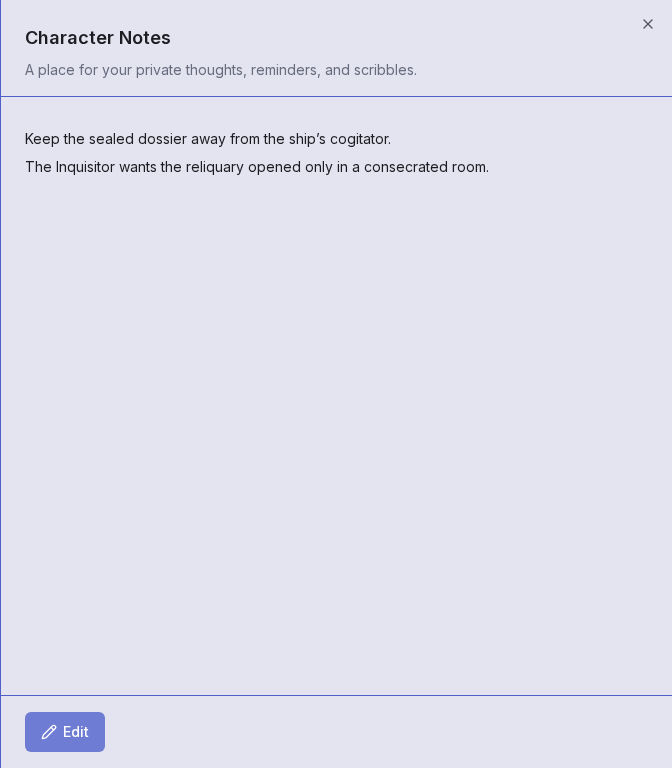 Character Notes
A place for your private thoughts, reminders, and scribbles.
Keep the sealed dossier away from the ship’s cogitator.
The Inquisitor wants the reliquary opened only in a consecrated room.
Edit